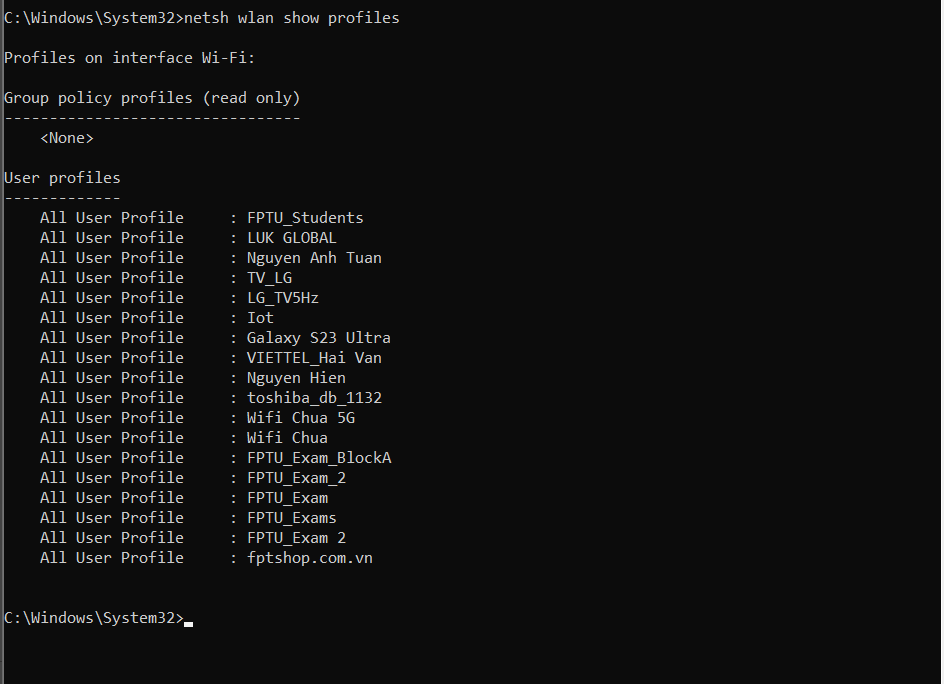 C:\Windows\System32>netsh wlan show profiles
Profiles on interface Wi-Fi:
Group policy profiles (read only)
---------------------------------
    <None>
User profiles
-------------
    All User Profile     : FPTU_Students
    All User Profile     : LUK GLOBAL
    All User Profile     : Nguyen Anh Tuan
    All User Profile     : TV_LG
    All User Profile     : LG_TV5Hz
    All User Profile     : Iot
    All User Profile     : Galaxy S23 Ultra
    All User Profile     : VIETTEL_Hai Van
    All User Profile     : Nguyen Hien
    All User Profile     : toshiba_db_1132
    All User Profile     : Wifi Chua 5G
    All User Profile     : Wifi Chua
    All User Profile     : FPTU_Exam_BlockA
    All User Profile     : FPTU_Exam_2
    All User Profile     : FPTU_Exam
    All User Profile     : FPTU_Exams
    All User Profile     : FPTU_Exam 2
    All User Profile     : fptshop.com.vn
C:\Windows\System32>